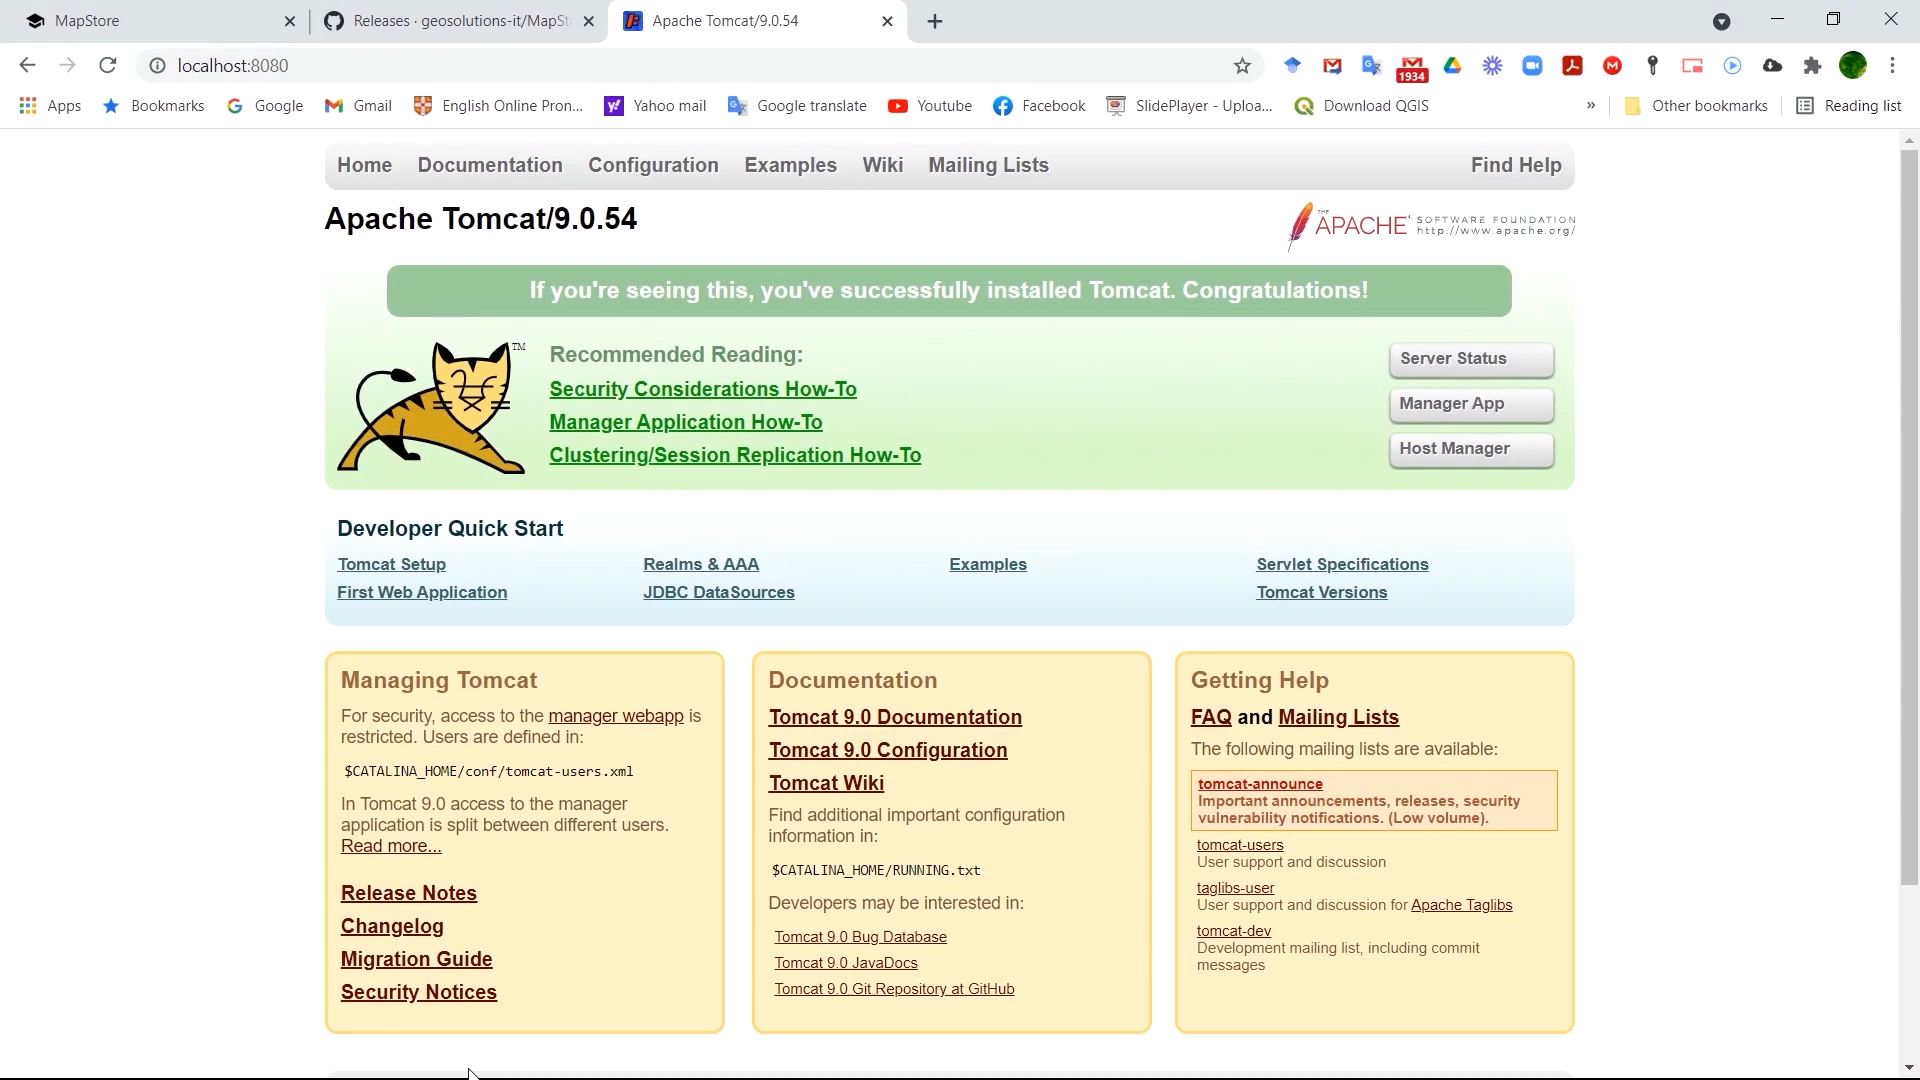 MapStore
Releases · geosolutions-it/MapSt
Apache Tomcat/9.0.54
localhost:8080
1934
Apps
Bookmarks
Google
Gmail
English Online Pron...
Yahoo mail
Google translate
Youtube
Facebook
SlidePlayer - Uploa...
Download QGIS
»
Other bookmarks
Reading list
Home
Documentation
Configuration
Examples
Wiki
Mailing Lists
Find Help
Apache Tomcat/9.0.54
THE
APACHE
SOFTWARE FOUNDATION
http://www.apache.org/
If you're seeing this, you've successfully installed Tomcat. Congratulations!
TM
Recommended Reading:
Security Considerations How-To
Manager Application How-To
Clustering/Session Replication How-To
Server Status
Manager App
Host Manager
Developer Quick Start
Tomcat Setup
First Web Application
Realms & AAA
JDBC DataSources
Examples
Servlet Specifications
Tomcat Versions
Managing Tomcat
For security, access to the manager webapp is
restricted. Users are defined in:
$CATALINA_HOME/conf/tomcat-users.xml
In Tomcat 9.0 access to the manager
application is split between different users.
Read more...
Release Notes
Changelog
Migration Guide
Security Notices
Documentation
Tomcat 9.0 Documentation
Tomcat 9.0 Configuration
Tomcat Wiki
Find additional important configuration
information in:
$CATALINA_HOME/RUNNING.txt
Developers may be interested in:
Tomcat 9.0 Bug Database
Tomcat 9.0 JavaDocs
Tomcat 9.0 Git Repository at GitHub
Getting Help
FAQ and Mailing Lists
The following mailing lists are available:
tomcat-announce
Important announcements, releases, security
vulnerability notifications. (Low volume).
tomcat-users
User support and discussion
taglibs-user
User support and discussion for Apache Taglibs
tomcat-dev
Development mailing list, including commit
messages